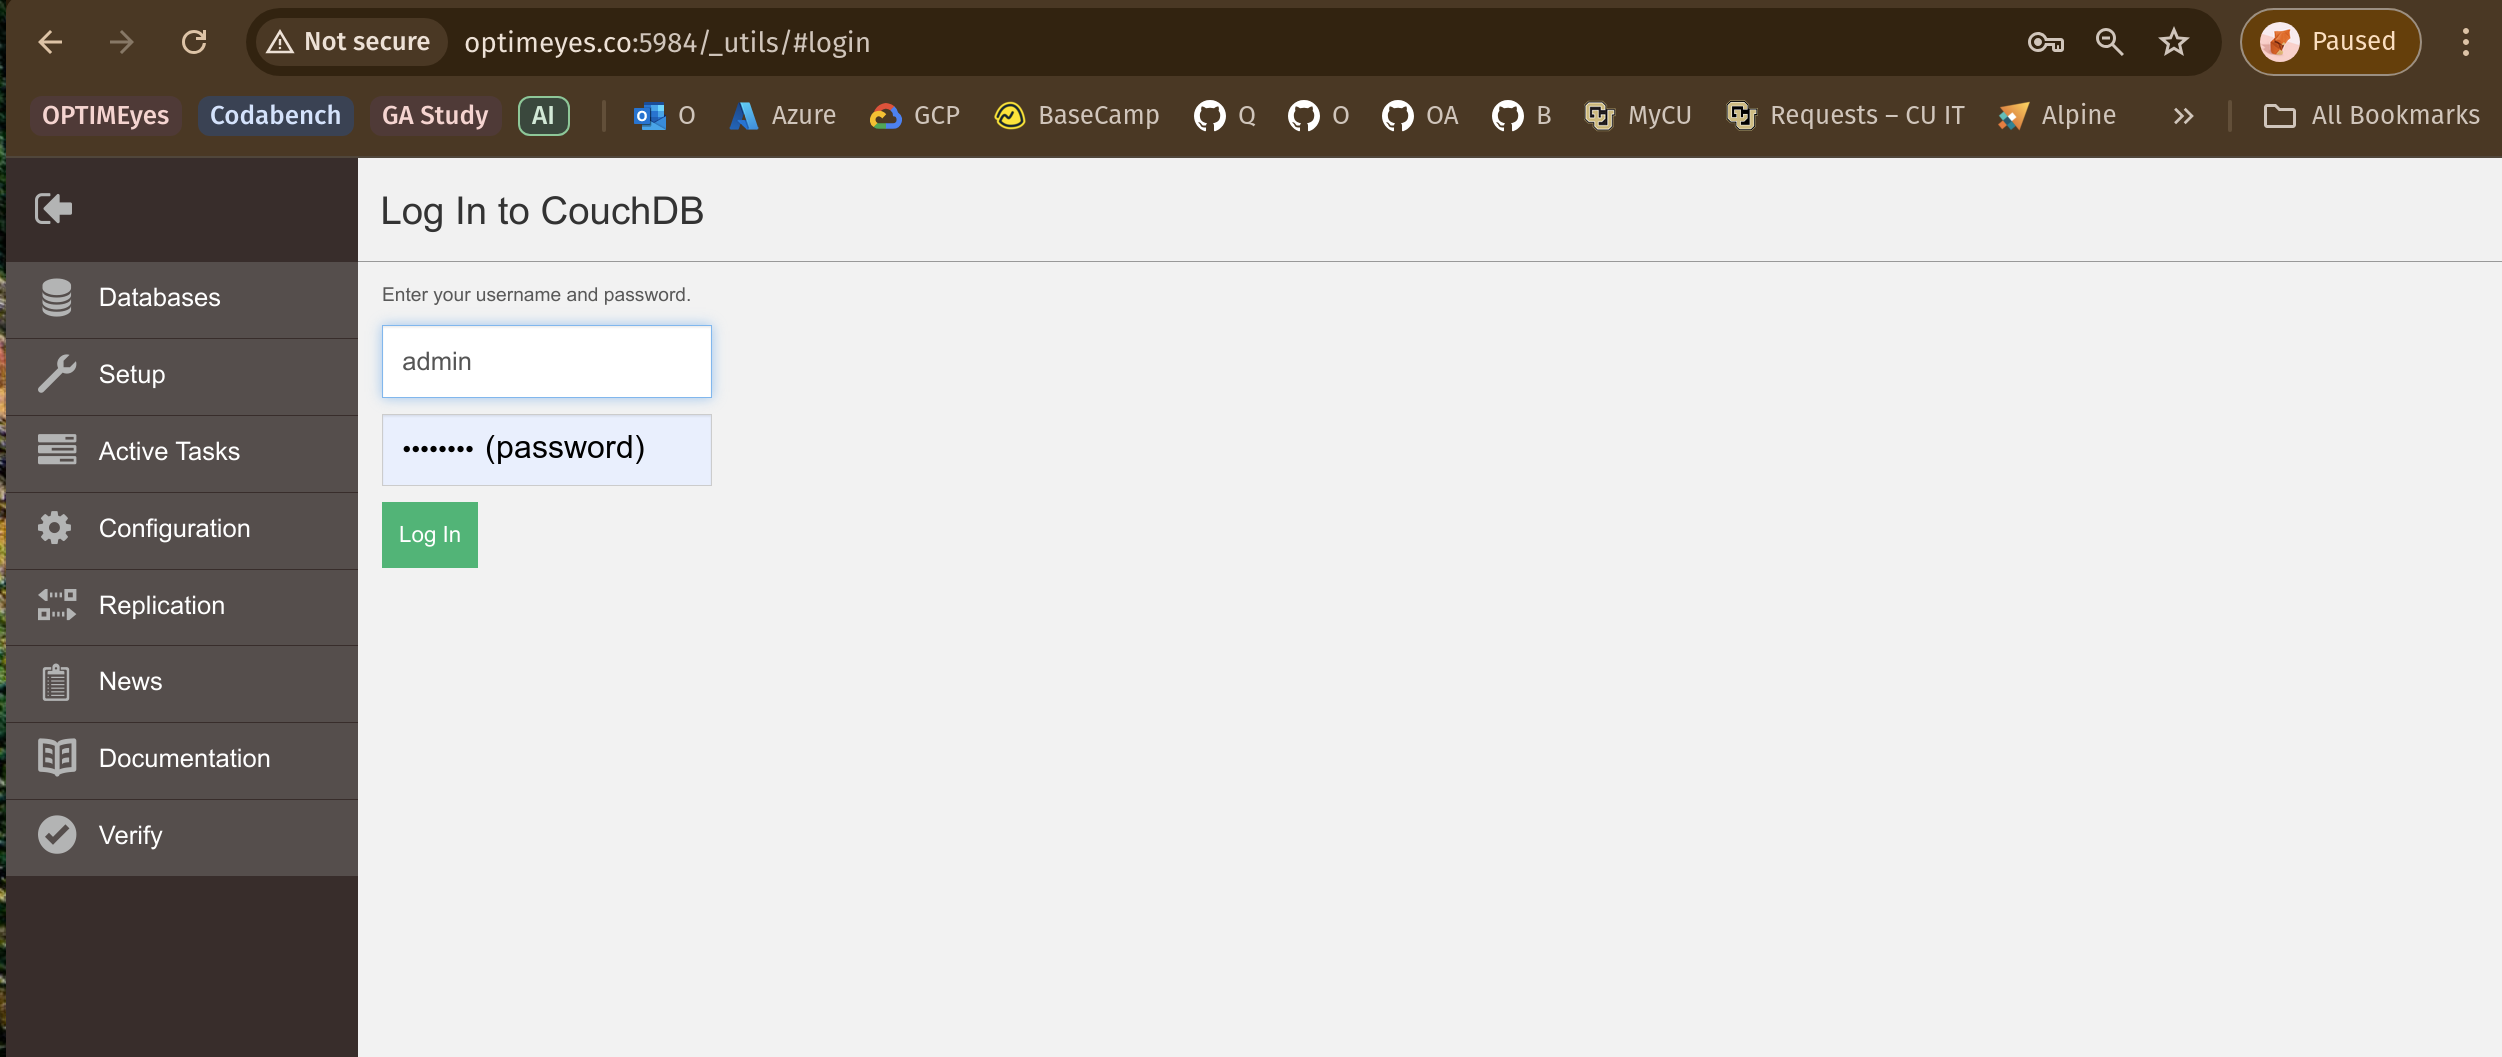 Not secure
optimeyes.co:5984/_utils/#login
Paused
OPTIMEyes Codabench GA Study AI O Azure GCP BaseCamp Q O OA B MyCU Requests – CU IT Alpine » All Bookmarks
Log In to CouchDB
Databases
Setup
Active Tasks
Configuration
Replication
News
Documentation
Verify
Enter your username and password.
admin
•••••••• (password)
Log In